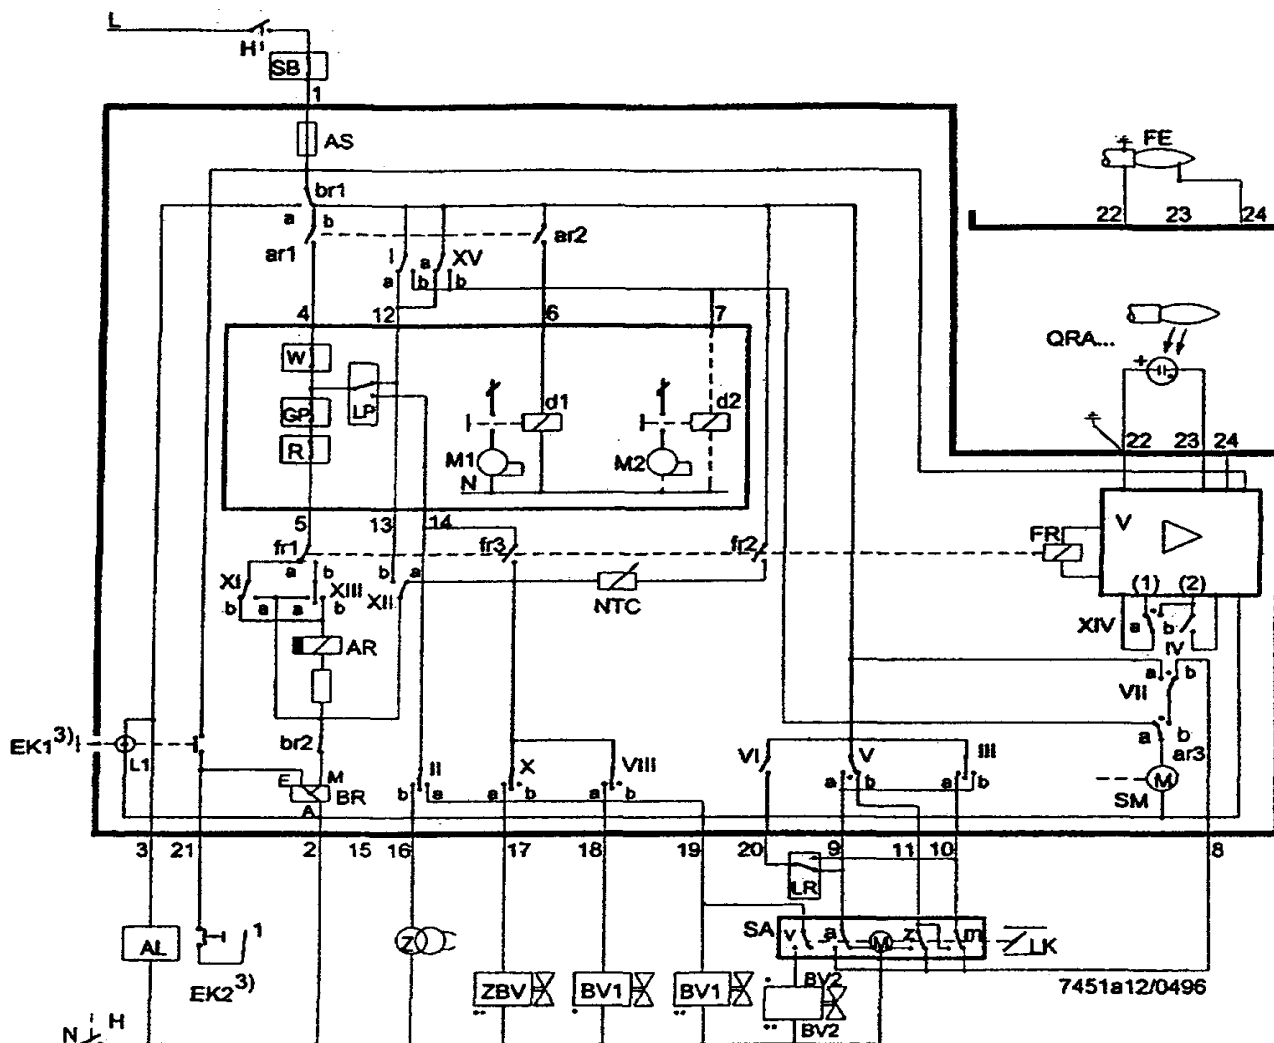 L
H
SB
1
AS
FE
br1
22 23 24
a b
ar1 ar2
I a XV
a b b
4 12 6 7
QRA...
+
W
GP LP
R
d1 d2
M1 M2
N
22 23 24
V
5 13 14
fr1 fr3 fr2 FR
a b b a
XI XIII XII
b a a b
NTC
(1) (2)
XIV a b IV
AR
a b
VII
EK1 3)
L1
br2
a b
ar3
E M
BR
A
II X VIII VI V III
b a a b a b a b a b
M
SM
3 21 2 15 16 17 18 19 20 9 11 10 8
LR
SA v a M z m LK
AL
1
EK2 3)
Z
ZBV BV1 BV1 BV2
BV2
7451a12/0496
N H